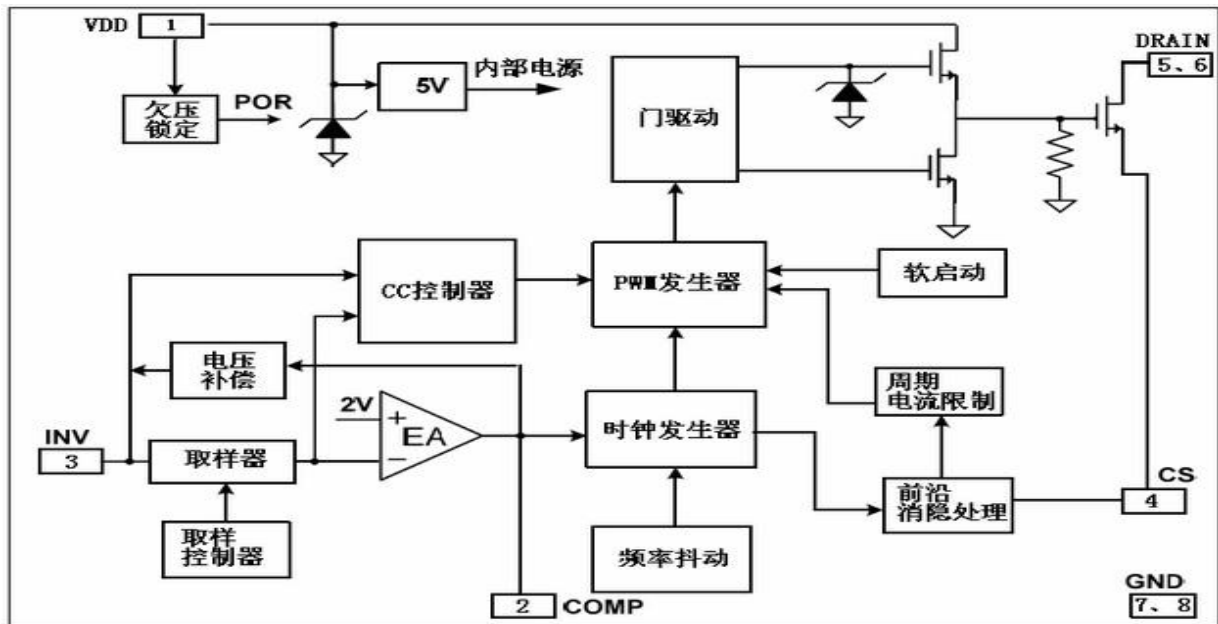 VDD
1
DRAIN
5、6
欠压
锁定
POR
5V
内部电源
门驱动
CC控制器
PWM发生器
软启动
电压
补偿
周期
电流限制
2V
+
EA
−
INV
3
取样器
时钟发生器
前沿
消隐处理
CS
4
取样
控制器
频率抖动
2
COMP
GND
7、8